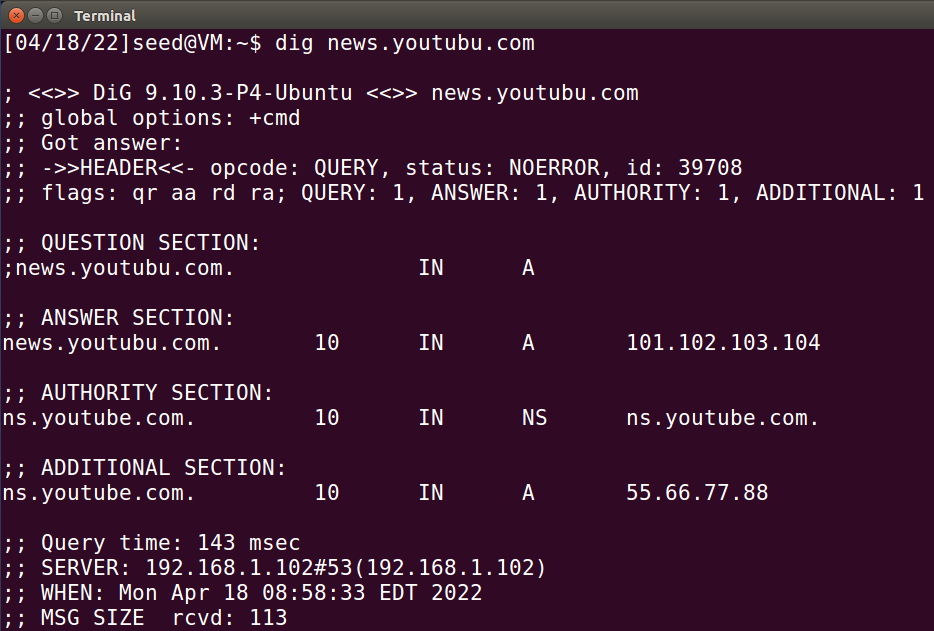 Terminal
[04/18/22]seed@VM:~$ dig news.youtubu.com
; <<>> DiG 9.10.3-P4-Ubuntu <<>> news.youtubu.com
;; global options: +cmd
;; Got answer:
;; ->>HEADER<<- opcode: QUERY, status: NOERROR, id: 39708
;; flags: qr aa rd ra; QUERY: 1, ANSWER: 1, AUTHORITY: 1, ADDITIONAL: 1
;; QUESTION SECTION:
;news.youtubu.com. IN A
;; ANSWER SECTION:
news.youtubu.com. 10 IN A 101.102.103.104
;; AUTHORITY SECTION:
ns.youtube.com. 10 IN NS ns.youtube.com.
;; ADDITIONAL SECTION:
ns.youtube.com. 10 IN A 55.66.77.88
;; Query time: 143 msec
;; SERVER: 192.168.1.102#53(192.168.1.102)
;; WHEN: Mon Apr 18 08:58:33 EDT 2022
;; MSG SIZE rcvd: 113